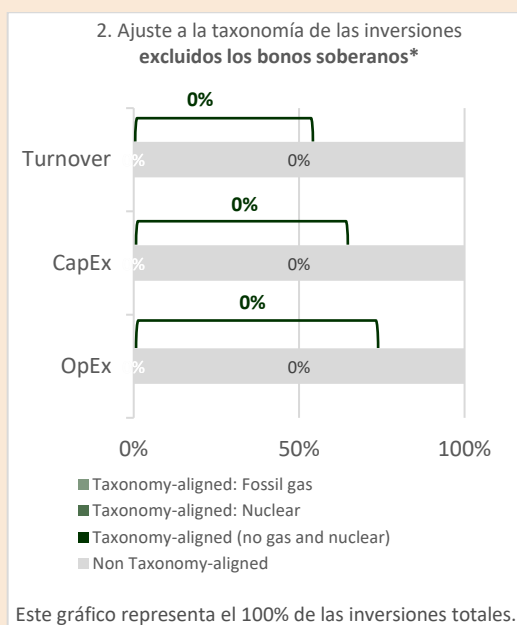 2. Ajuste a la taxonomía de las inversiones
excluidos los bonos soberanos*
0%
Turnover
%
0%
0%
CapEx
%
0%
0%
OpEx
%
0%
0%
50%
100%
Taxonomy-aligned: Fossil gas
Taxonomy-aligned: Nuclear
Taxonomy-aligned (no gas and nuclear)
Non Taxonomy-aligned
Este gráfico representa el 100% de las inversiones totales.